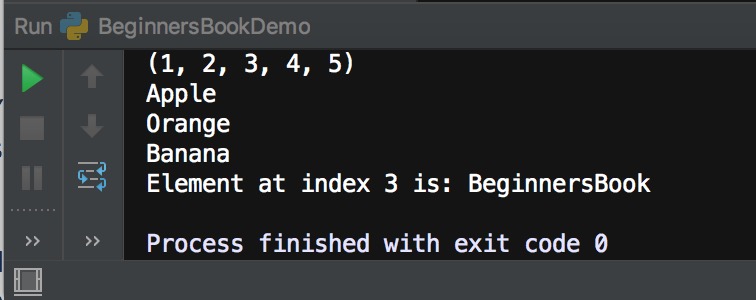 Run BeginnersBookDemo
(1, 2, 3, 4, 5)
Apple
Orange
Banana
Element at index 3 is: BeginnersBook
Process finished with exit code 0